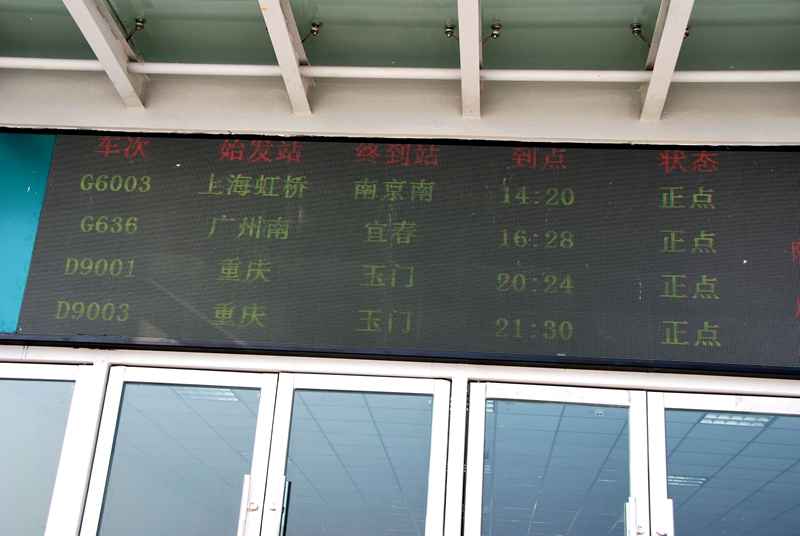 车次 始发站 终到站 到点 状态
G6003 上海虹桥 南京南 14:20 正点
G636 广州南 宜春 16:28 正点
D9001 重庆 玉门 20:24 正点
D9003 重庆 玉门 21:30 正点